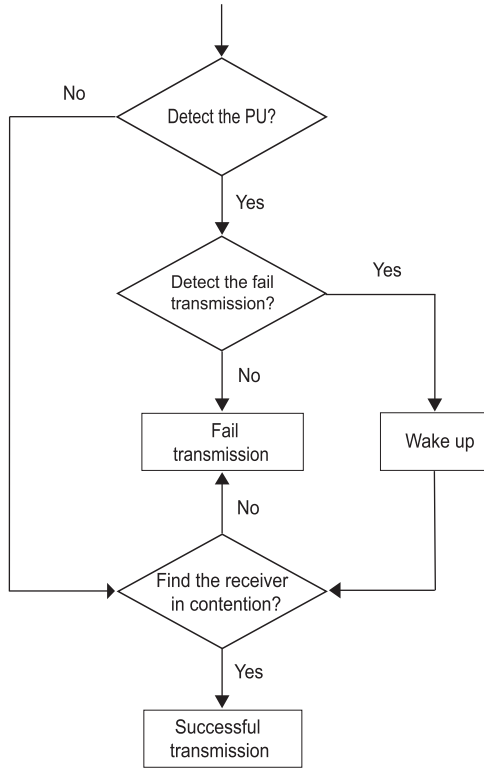 No
Detect the PU?
Yes
Detect the fail
transmission?
Yes
No
Fail
transmission
Wake up
No
Find the receiver
in contention?
Yes
Successful
transmission